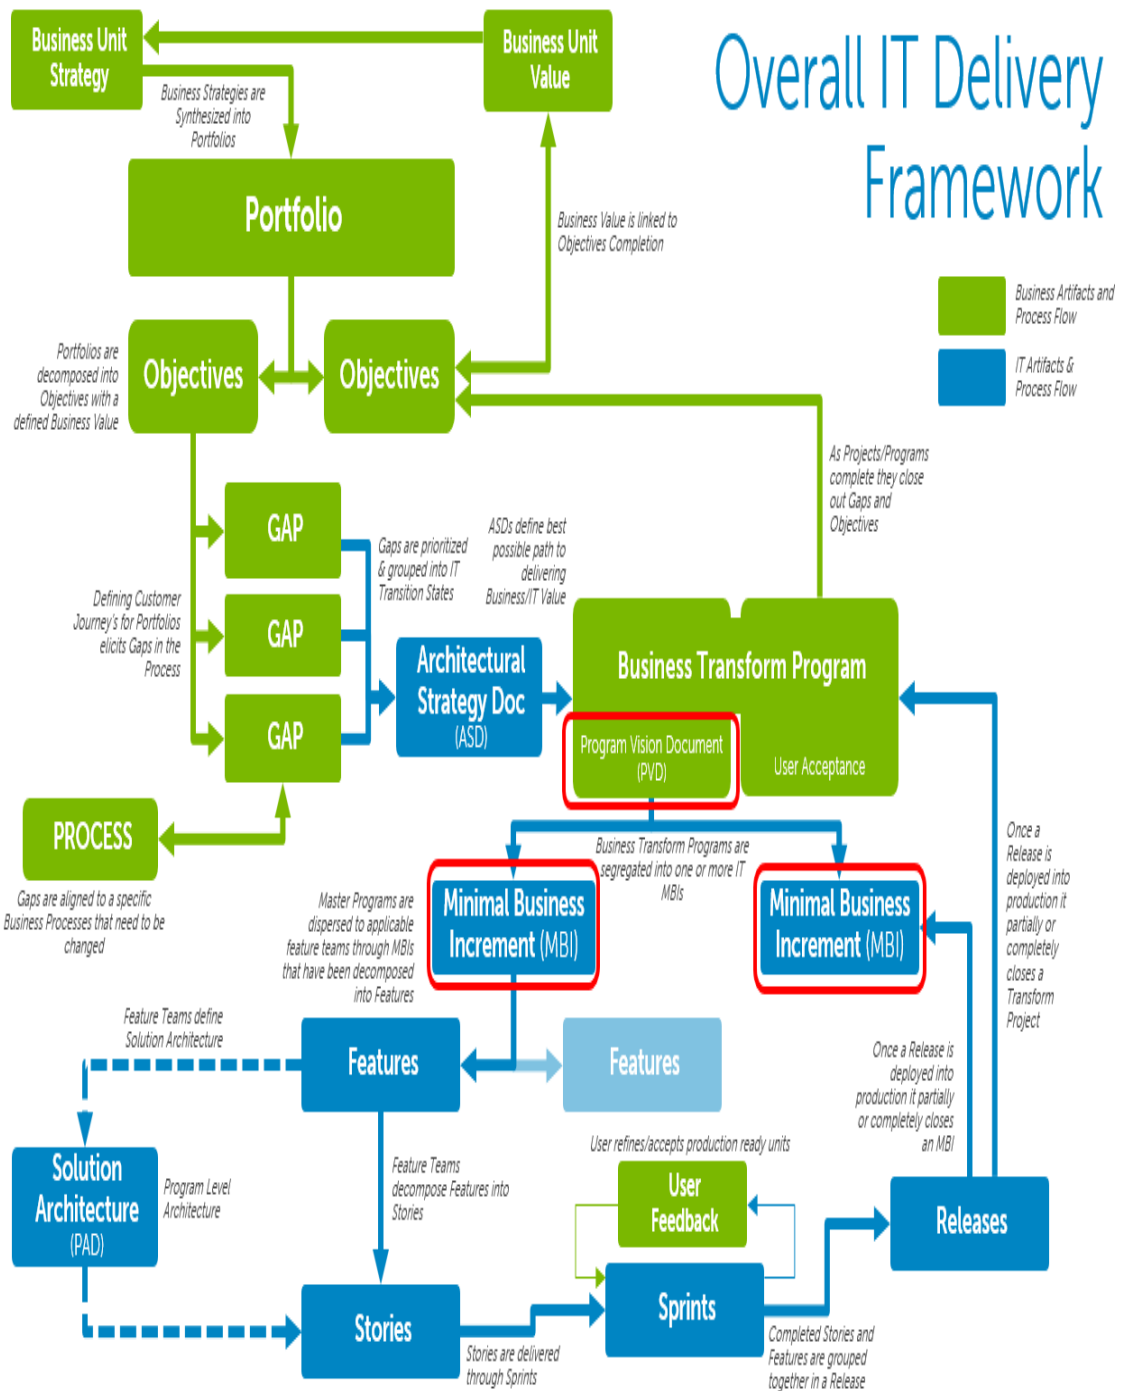 Overall IT Delivery
Framework
Business Unit
Strategy
Business Unit
Value
Business Strategies are
Synthesized into
Portfolios
Portfolio
Business Value is linked to
Objectives Completion
Business Artifacts and
Process Flow
IT Artifacts &
Process Flow
Portfolios are
decomposed into
Objectives with a
defined Business Value
Objectives
Objectives
As Projects/Programs
complete they close
out Gaps and
Objectives
GAP
Gaps are prioritized
& grouped into IT
Transition States
ASDs define best
possible path to
delivering
Business/IT Value
Defining Customer
Journey's for Portfolios
elicits Gaps in the
Process
GAP
GAP
Architectural
Strategy Doc
(ASD)
Business Transform Program
Program Vision Document
(PVD)
User Acceptance
PROCESS
Gaps are aligned to a specific
Business Processes that need to be
changed
Business Transform Programs are
segregated into one or more IT
MBIs
Once a
Release is
deployed into
production it
partially or
completely
closes a
Transform
Project
Master Programs are
dispersed to applicable
feature teams through MBIs
that have been decomposed
into Features
Minimal Business
Increment (MBI)
Minimal Business
Increment (MBI)
Feature Teams define
Solution Architecture
Features
Features
Once a Release is
deployed into
production it partially
or completely closes
an MBI
Solution
Architecture
(PAD)
Program Level
Architecture
Feature Teams
decompose Features into
Stories
User refines/accepts production ready units
User
Feedback
Releases
Stories
Stories are delivered
through Sprints
Sprints
Completed Stories and
Features are grouped
together in a Release